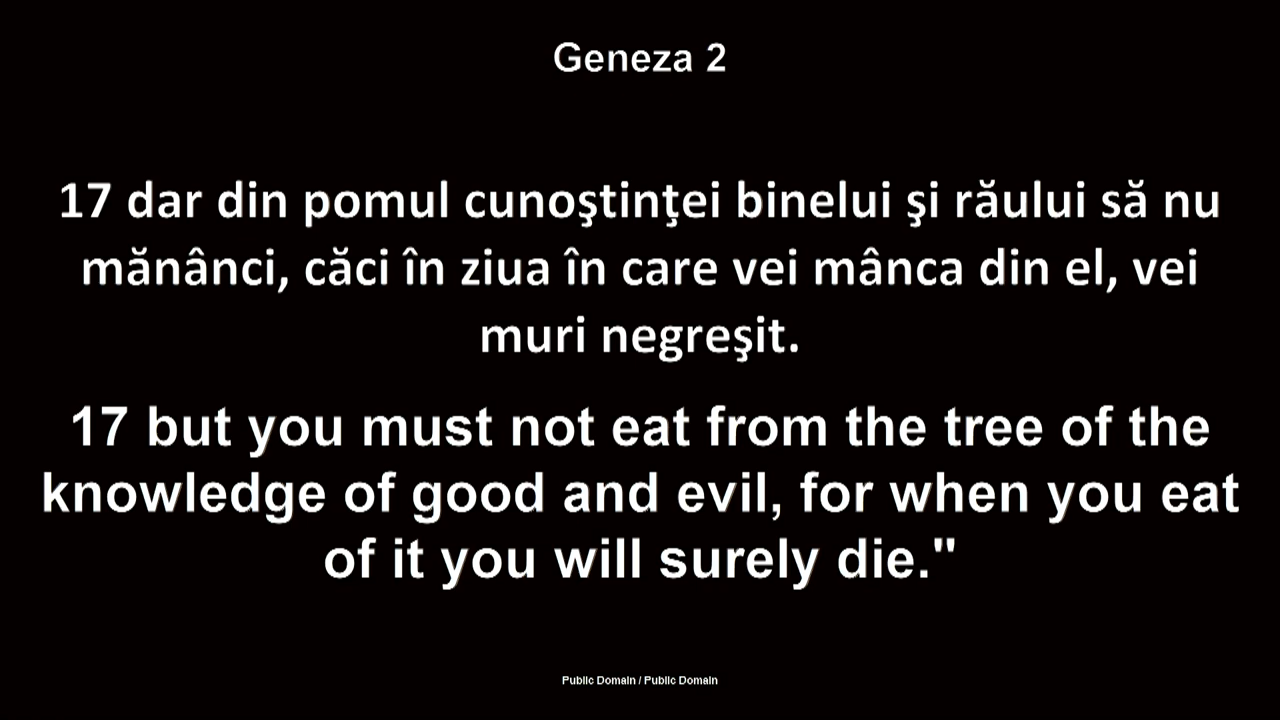 Geneza 2
17 dar din pomul cunoştinţei binelui şi răului să nu
mănânci, căci în ziua în care vei mânca din el, vei
muri negreşit.
17 but you must not eat from the tree of the
knowledge of good and evil, for when you eat
of it you will surely die."
Public Domain / Public Domain